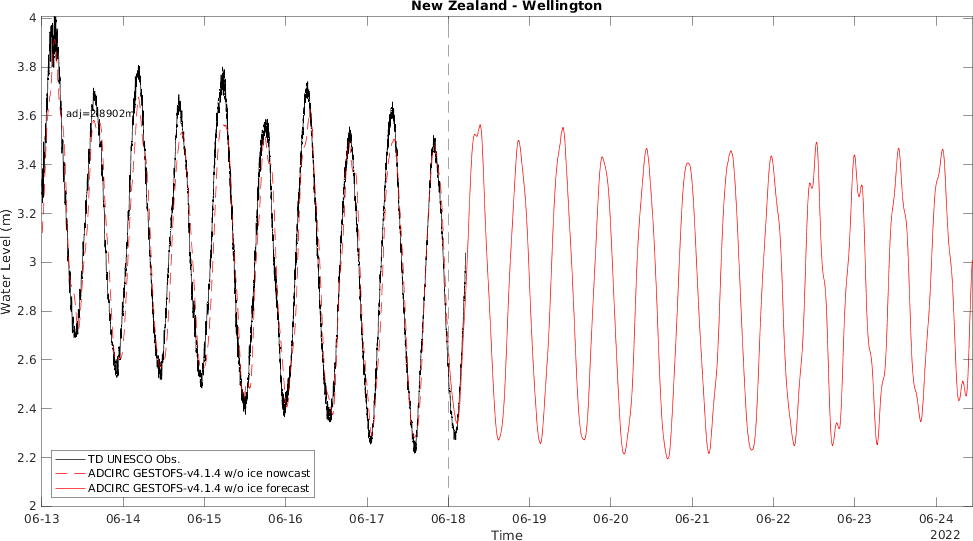 New Zealand - Wellington
4
3.8
3.6
3.4
3.2
3
2.8
2.6
2.4
2.2
2
Water Level (m)
adj=2.8902m
TD UNESCO Obs.
ADCIRC GESTOFS-v4.1.4 w/o ice nowcast
ADCIRC GESTOFS-v4.1.4 w/o ice forecast
06-13 06-14 06-15 06-16 06-17 06-18 06-19 06-20 06-21 06-22 06-23 06-24
Time
2022